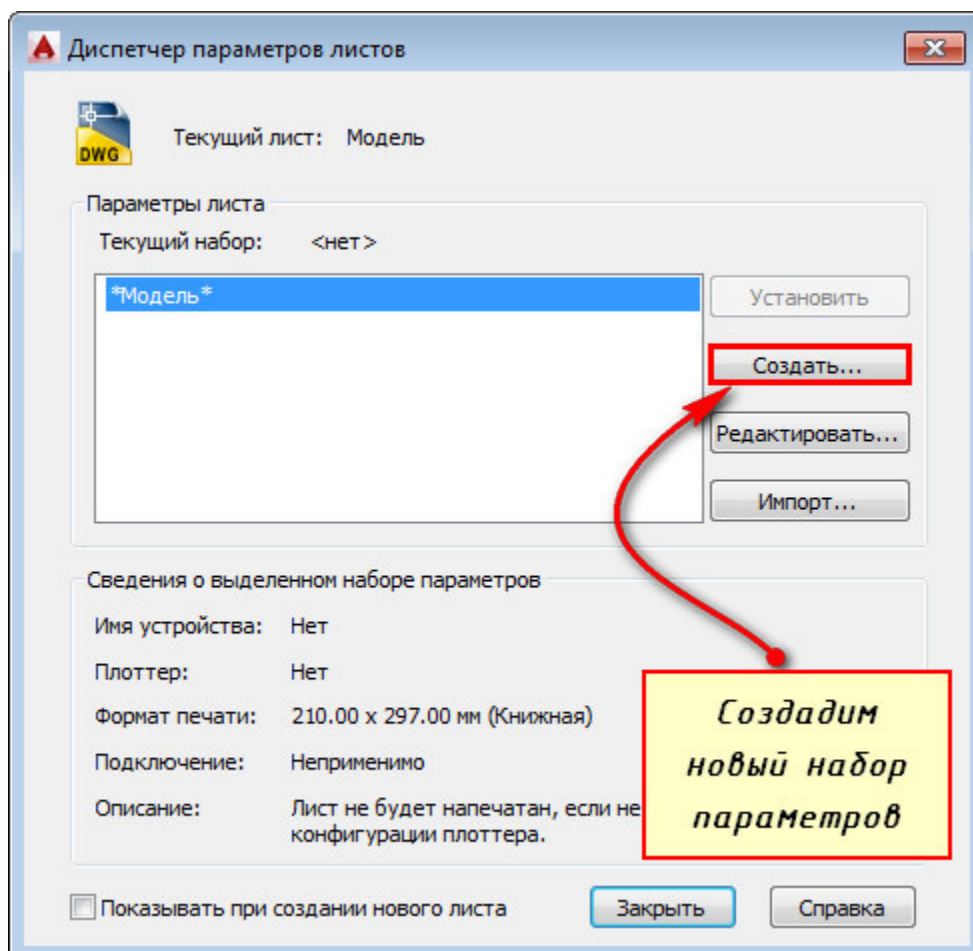 Диспетчер параметров листов
DWG
Текущий лист: Модель
Параметры листа
Текущий набор: <нет>
*Модель*
Установить
Создать...
Редактировать...
Импорт...
Сведения о выделенном наборе параметров
Имя устройства: Нет
Плоттер: Нет
Формат печати: 210.00 x 297.00 мм (Книжная)
Подключение: Неприменимо
Описание: Лист не будет напечатан, если не
конфигурации плоттера.
Создадим
новый набор
параметров
Показывать при создании нового листа
Закрыть
Справка